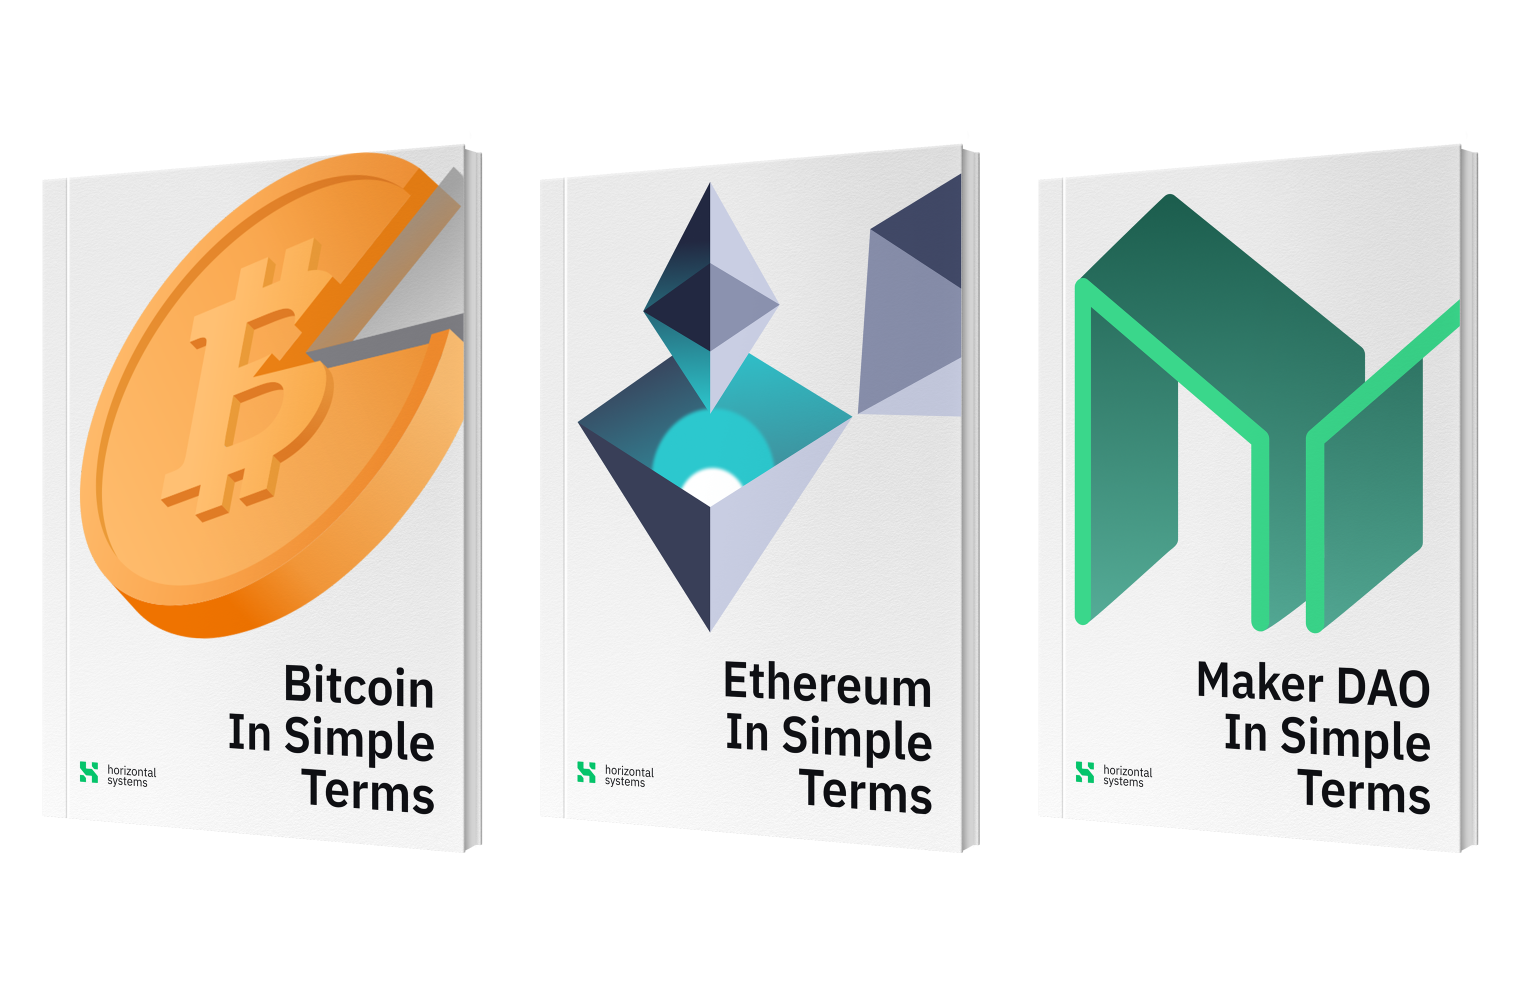 Bitcoin
In Simple
Terms
horizontal
systems
Ethereum
In Simple
Terms
horizontal
systems
Maker DAO
In Simple
Terms
horizontal
systems